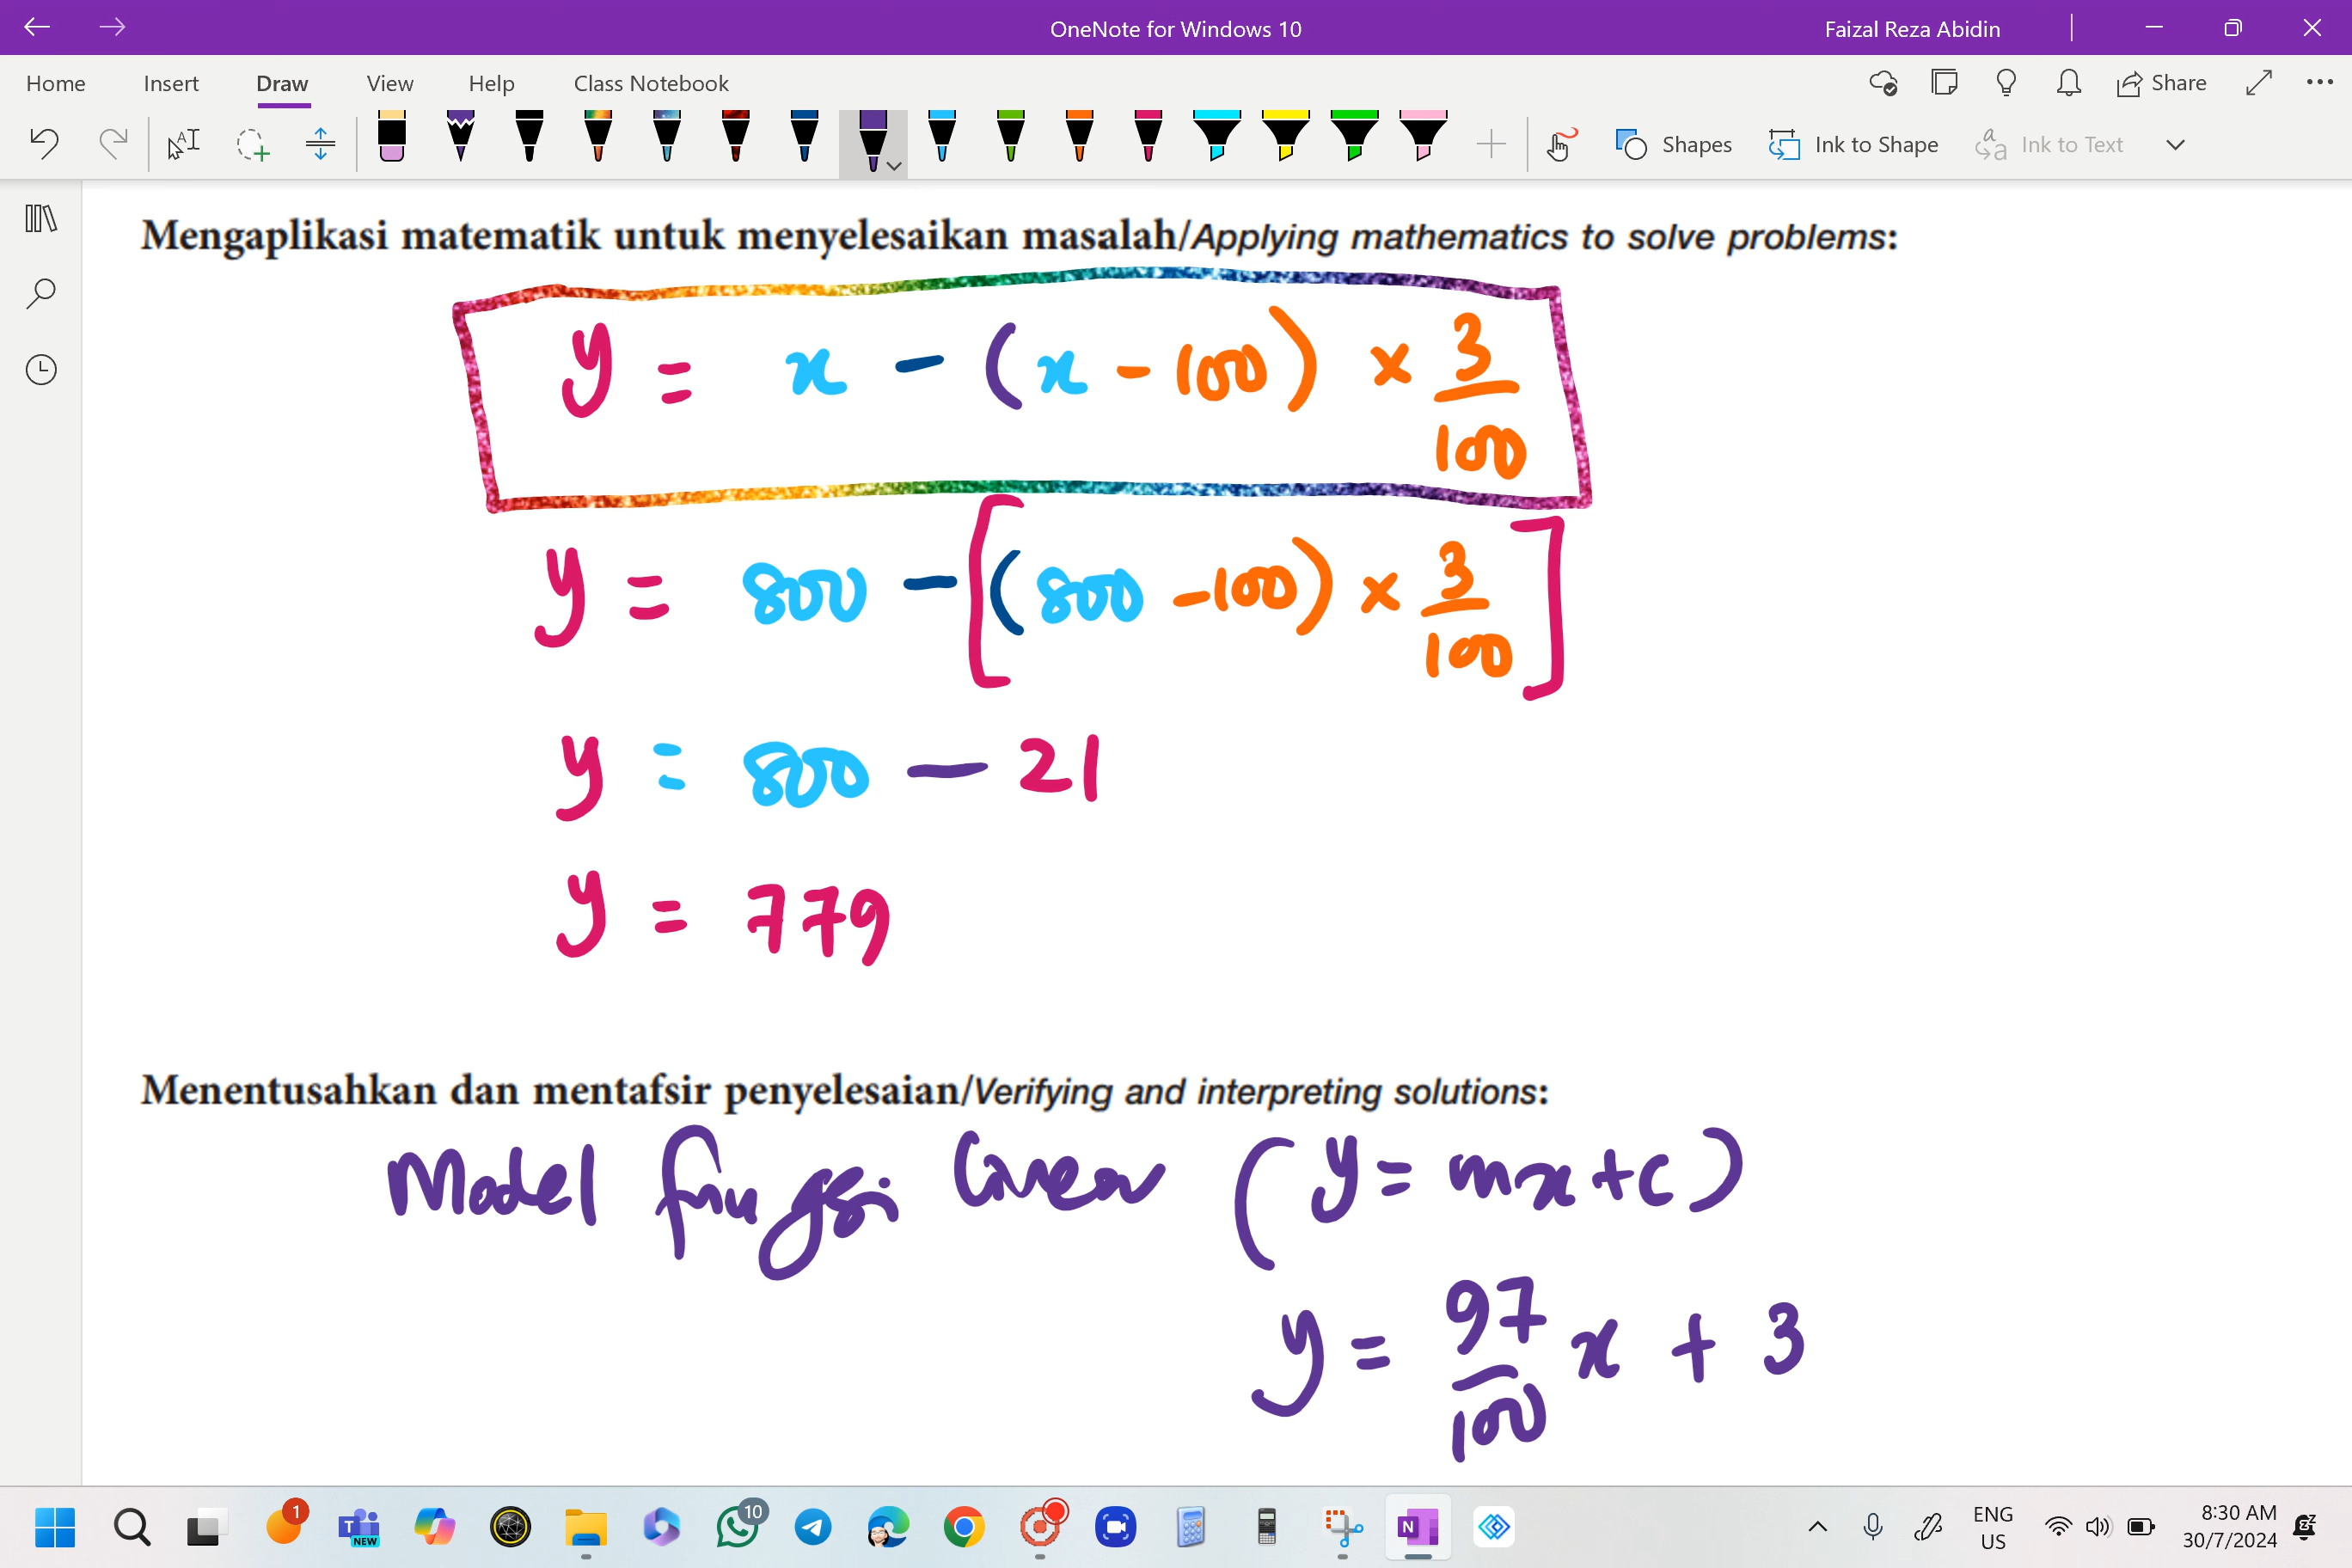 OneNote for Windows 10
Faizal Reza Abidin
Home Insert Draw View Help Class Notebook
Share
Shapes Ink to Shape Ink to Text
Mengaplikasi matematik untuk menyelesaikan masalah/Applying mathematics to solve problems:
y = x - (x - 100) × 3/100
y = 800 - [(800 - 100) × 3/100]
y = 800 - 21
y = 779
Menentusahkan dan mentafsir penyelesaian/Verifying and interpreting solutions:
Model fungsi linear (y = mx + c)
y = 97/100 x + 3
1
T
NEW
10
N
ENG
US
8:30 AM
30/7/2024